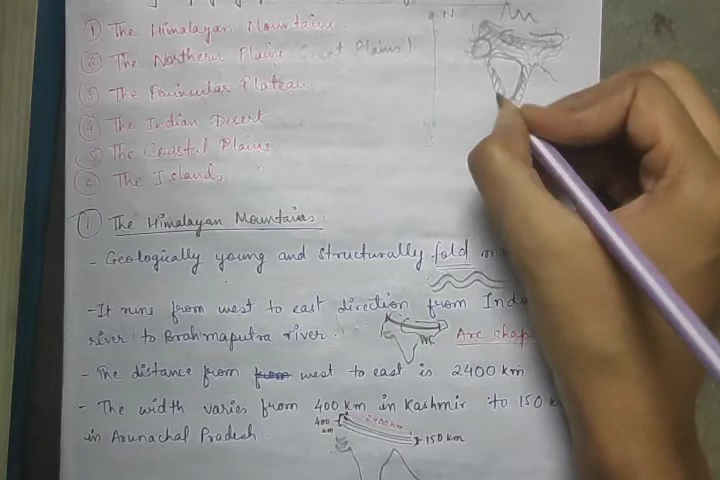 ① The Himalayan Mountains.
② The Northern Plains (Great Plains)
③ The Peninsular Plateau.
④ The Indian Desert
⑤ The Coastal Plains.
⑥ The Islands.
N
① The Himalayan Mountains.
- Geologically young and structurally fold
- It runs from west to east direction from Indu
river to Brahmaputra river. Arc shap
- The distance from west to east is 2400 km
- The width varies from 400 km in Kashmir to 150 k
in Arunachal Pradesh.
400 km
2400 km
150 km